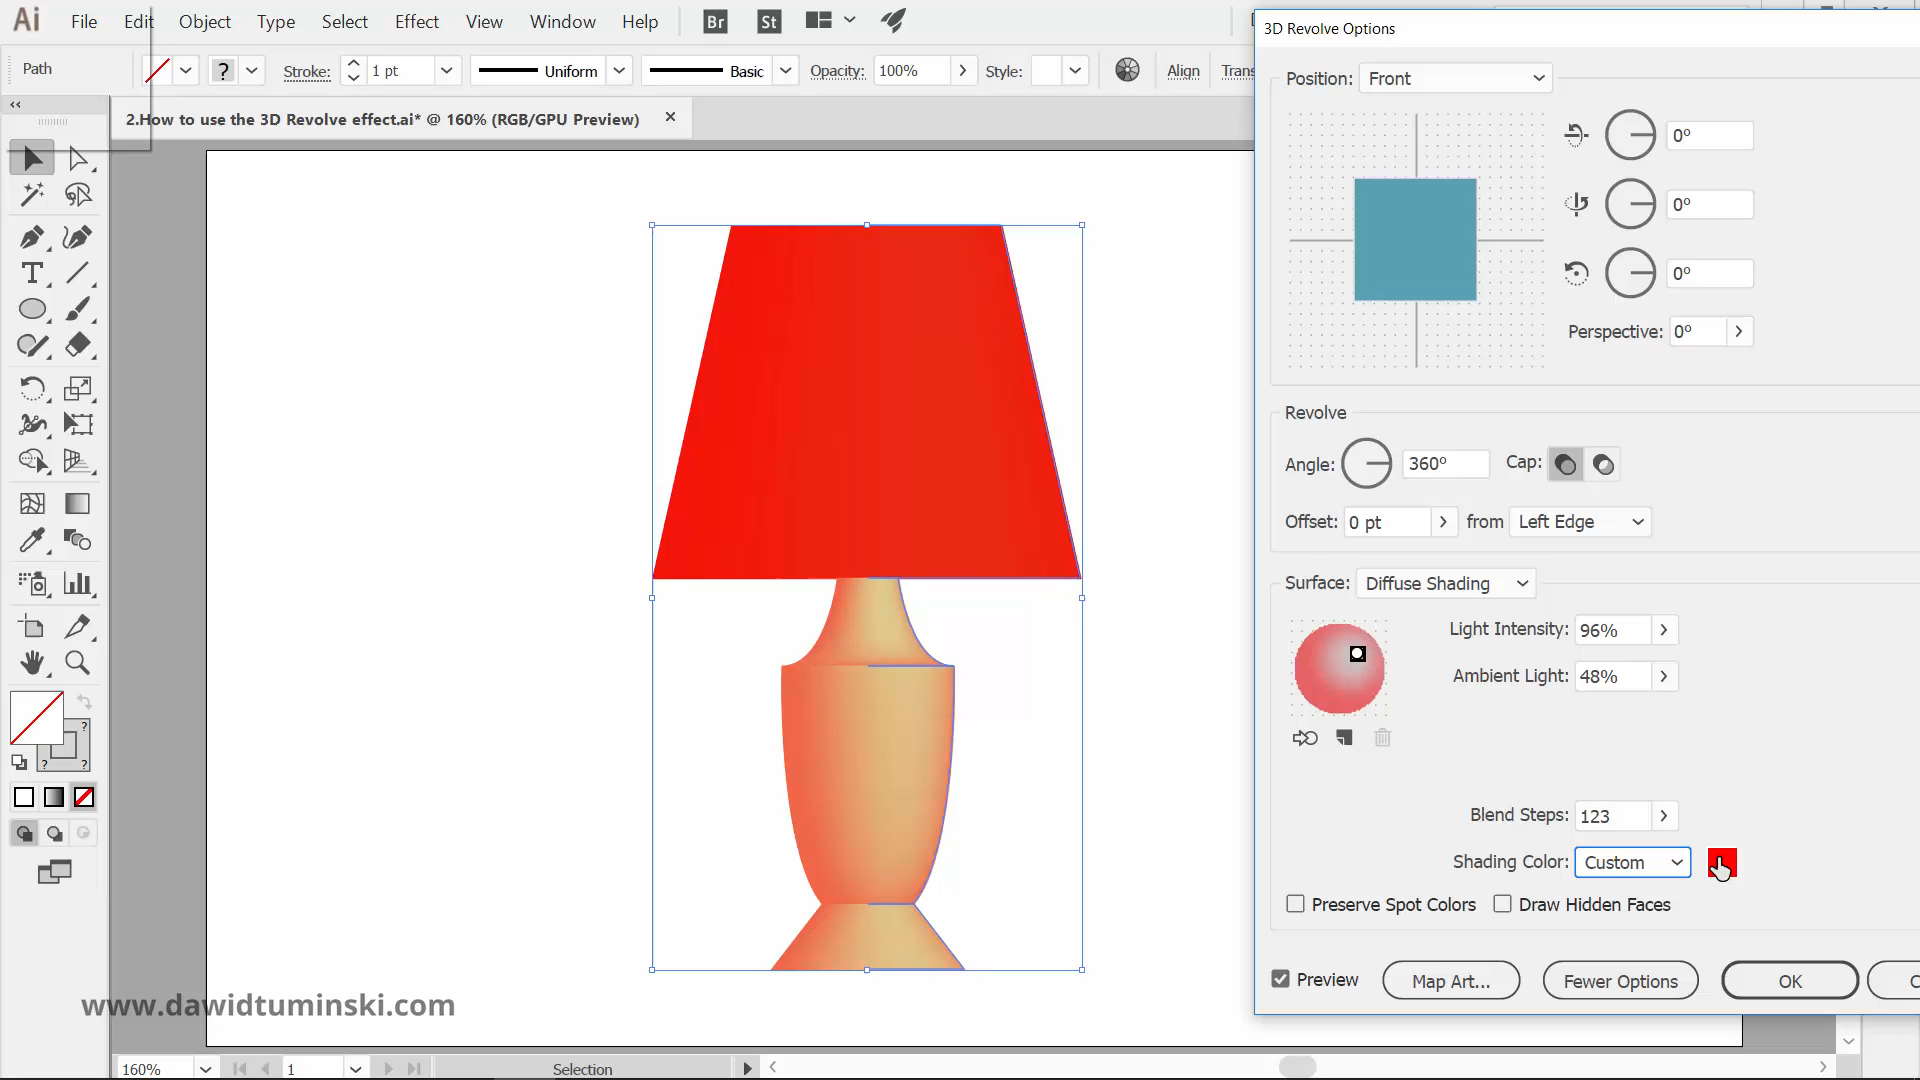 Ai File Edit Object Type Select Effect View Window Help Br St
3D Revolve Options
Path ? Stroke: 1 pt Uniform Basic Opacity: 100% Style: Align Trans
Position: Front
2.How to use the 3D Revolve effect.ai* @ 160% (RGB/GPU Preview)
0°
0°
0°
Perspective: 0°
Revolve
Angle: 360° Cap:
Offset: 0 pt from Left Edge
Surface: Diffuse Shading
Light Intensity: 96%
Ambient Light: 48%
Blend Steps: 123
Shading Color: Custom
Preserve Spot Colors Draw Hidden Faces
Preview Map Art... Fewer Options OK C
www.dawidtuminski.com
160% 1 Selection